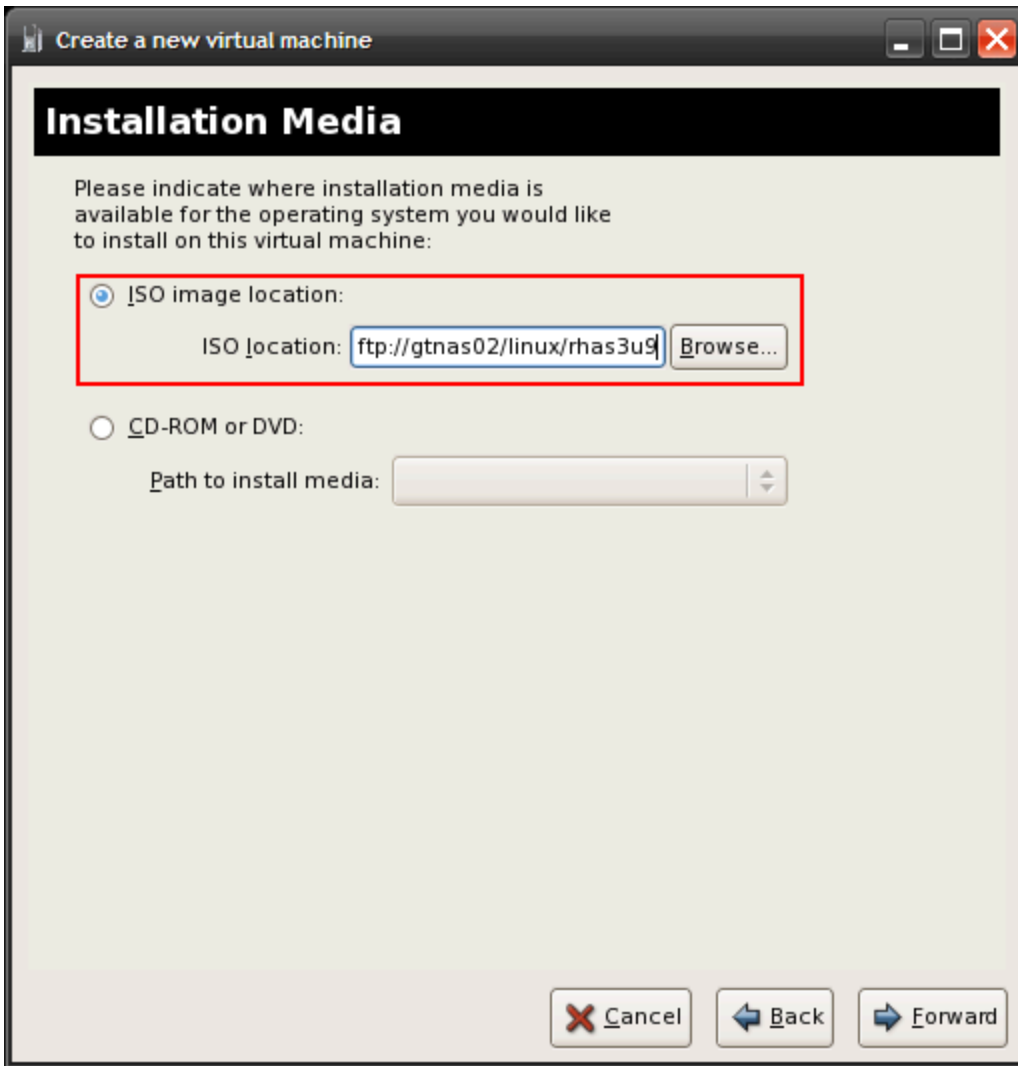 Create a new virtual machine
Installation Media
Please indicate where installation media is
available for the operating system you would like
to install on this virtual machine:
ISO image location:
ISO location: ftp://gtnas02/linux/rhas3u9 Browse...
CD-ROM or DVD:
Path to install media:
Cancel Back Forward